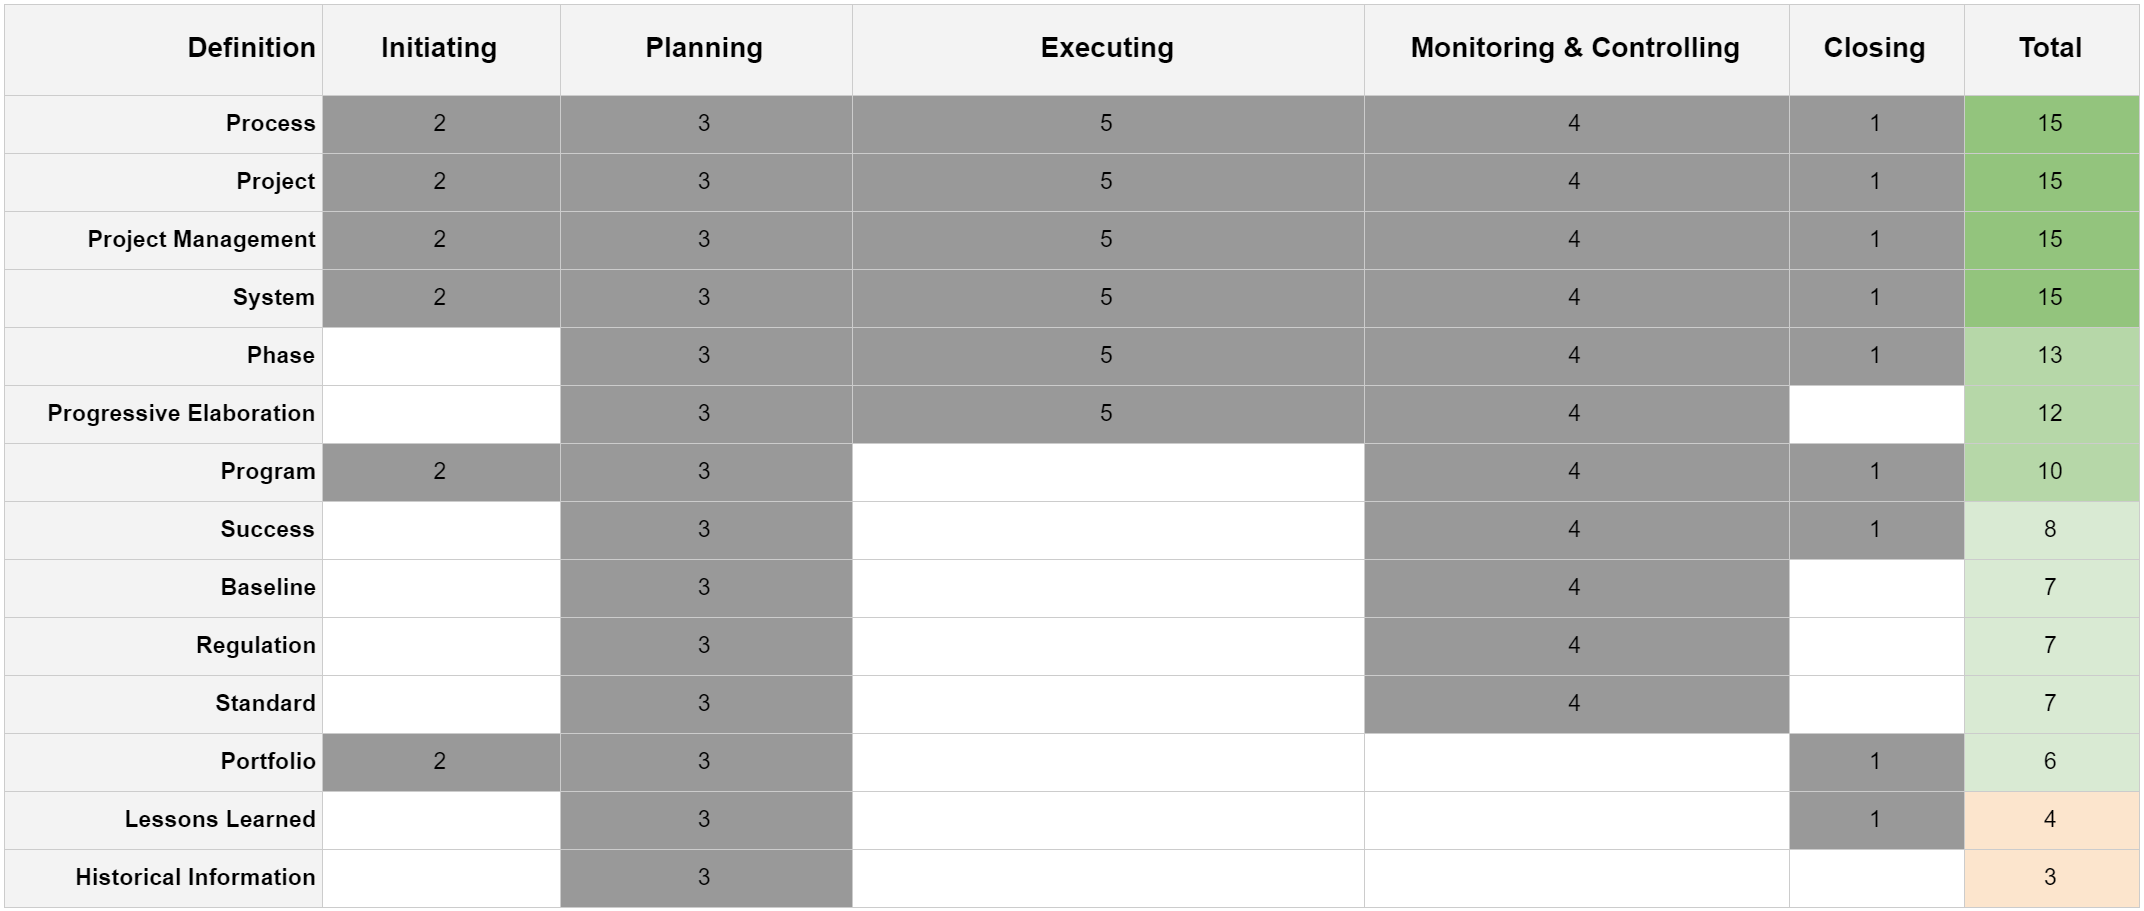 Definition Initiating Planning Executing Monitoring & Controlling Closing Total
Process 2 3 5 4 1 15
Project 2 3 5 4 1 15
Project Management 2 3 5 4 1 15
System 2 3 5 4 1 15
Phase 3 5 4 1 13
Progressive Elaboration 3 5 4 12
Program 2 3 4 1 10
Success 3 4 1 8
Baseline 3 4 7
Regulation 3 4 7
Standard 3 4 7
Portfolio 2 3 1 6
Lessons Learned 3 1 4
Historical Information 3 3